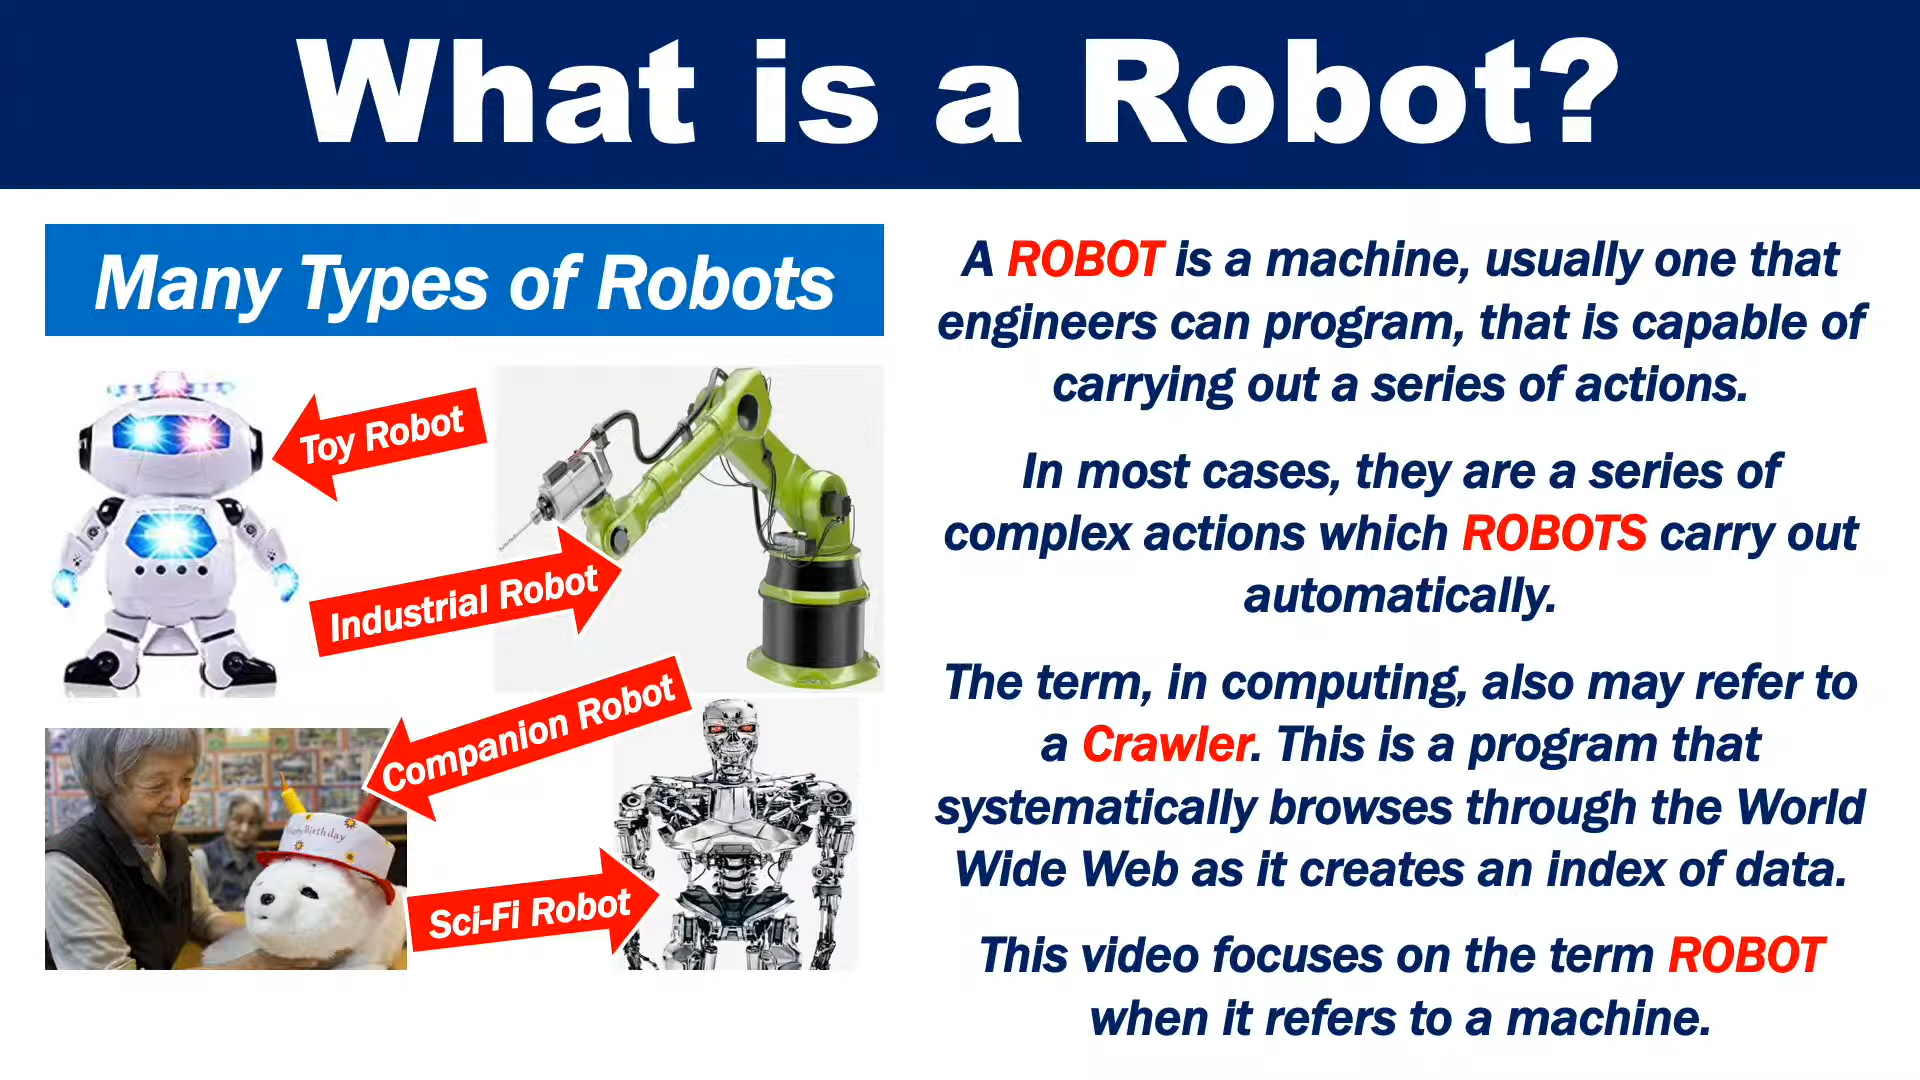 What is a Robot?
Many Types of Robots
Toy Robot
Industrial Robot
Companion Robot
Sci-Fi Robot
Birthday
A ROBOT is a machine, usually one that
engineers can program, that is capable of
carrying out a series of actions.
In most cases, they are a series of
complex actions which ROBOTS carry out
automatically.
The term, in computing, also may refer to
a Crawler. This is a program that
systematically browses through the World
Wide Web as it creates an index of data.
This video focuses on the term ROBOT
when it refers to a machine.